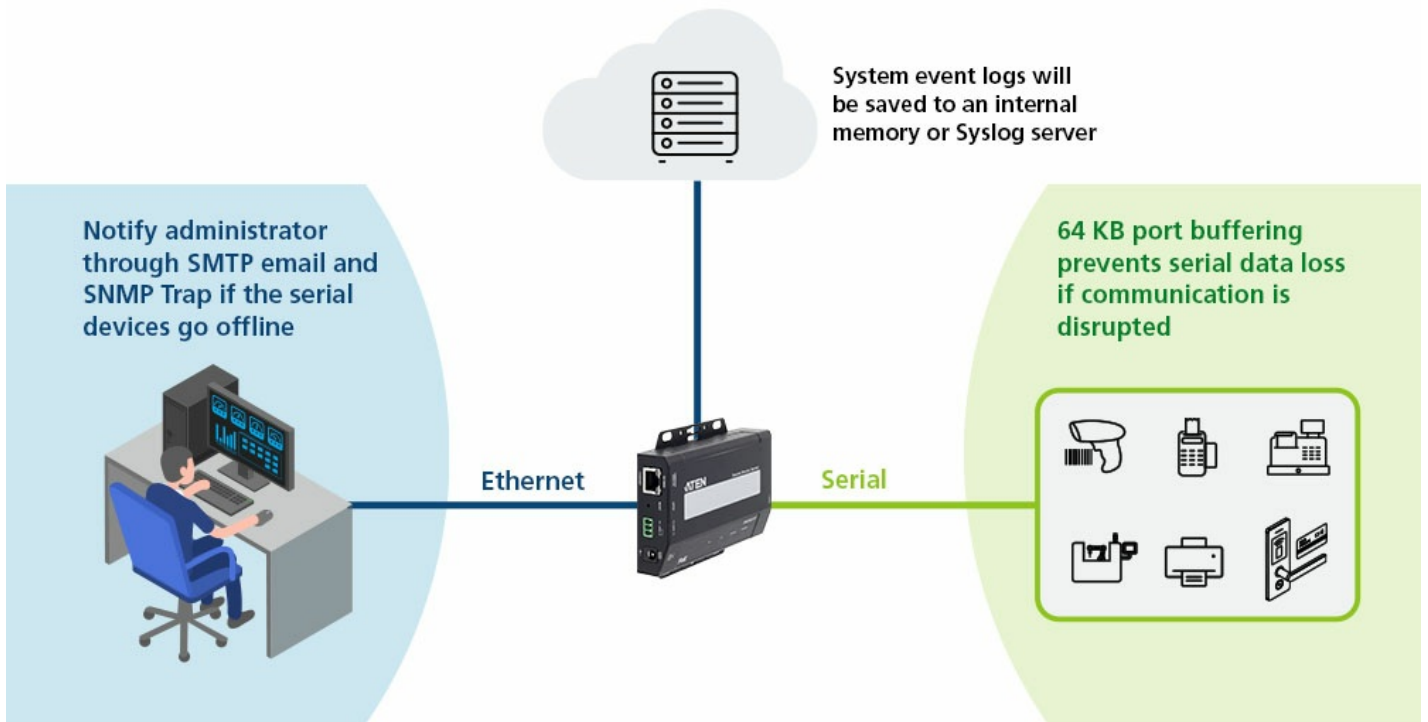 System event logs will
be saved to an internal
memory or Syslog server
Notify administrator
through SMTP email and
SNMP Trap if the serial
devices go offline
64 KB port buffering
prevents serial data loss
if communication is
disrupted
Ethernet
ATEN
Serial